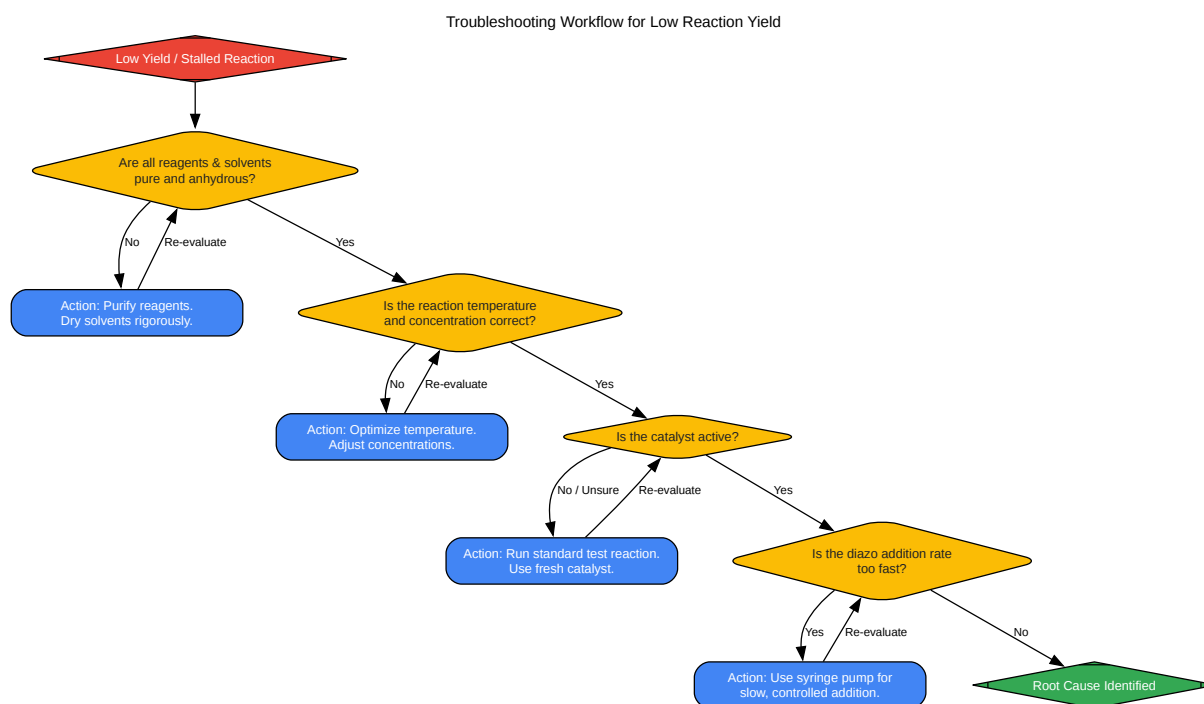 Troubleshooting Workflow for Low Reaction Yield
Low Yield / Stalled Reaction
Are all reagents & solvents
pure and anhydrous?
No
Re-evaluate
Yes
Action: Purify reagents.
Dry solvents rigorously.
Is the reaction temperature
and concentration correct?
No
Re-evaluate
Yes
Action: Optimize temperature.
Adjust concentrations.
Is the catalyst active?
No / Unsure
Re-evaluate
Yes
Action: Run standard test reaction.
Use fresh catalyst.
Is the diazo addition rate
too fast?
Yes
Re-evaluate
No
Action: Use syringe pump for
slow, controlled addition.
Root Cause Identified